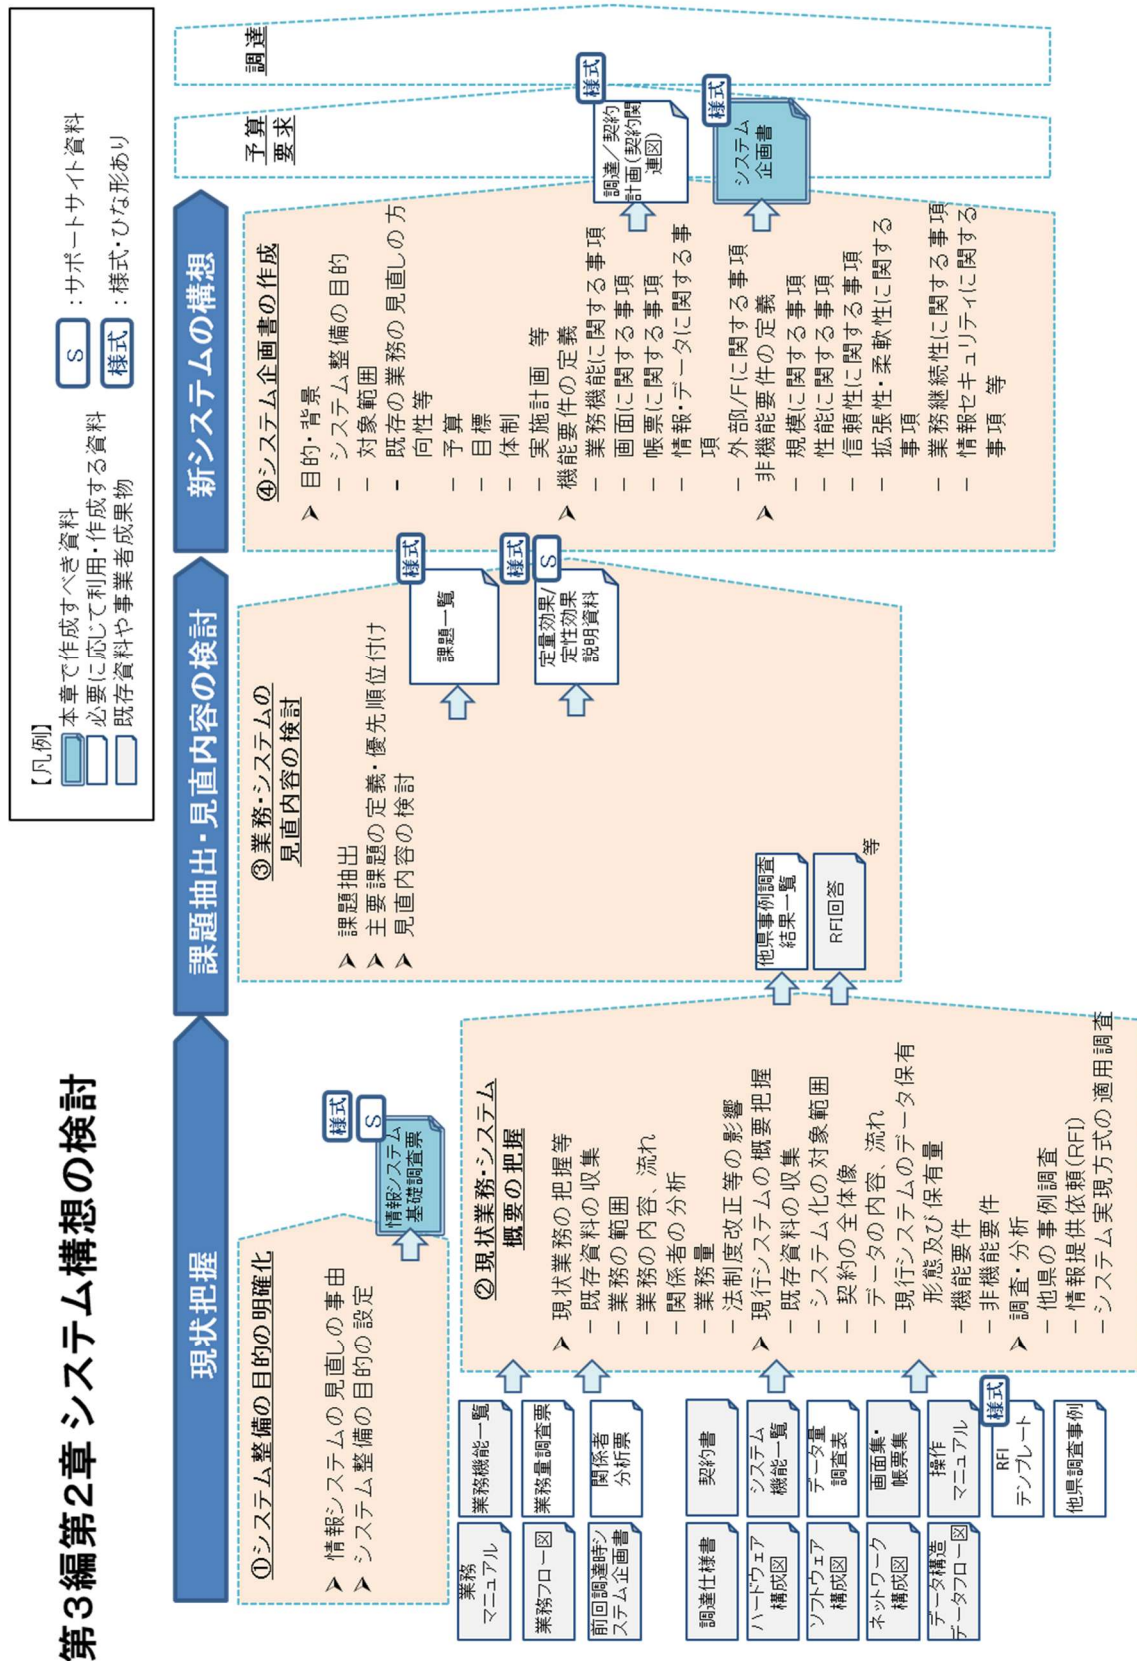 第3編第2章 システム構想の検討
【凡例】
本章で作成すべき資料
必要に応じて利用・作成する資料
既存資料や事業者成果物
S
：サポートサイト資料
様式
：様式・ひな形あり
現状把握
課題抽出・見直内容の検討
新システムの構想
①システム整備の目的の明確化
➢ 情報システムの見直しの事由
➢ システム整備の目的の設定
様式
S
情報システム
基礎調査票
業務
マニュアル
業務機能一覧
業務フロー図
業務量調査票
前回調達時シ
ステム企画書
関係者
分析票
調達仕様書
契約書
ハードウェア
構成図
システム
機能一覧
ソフトウェア
構成図
データ量
調査表
ネットワーク
構成図
画面集・
帳票集
データ構造
データフロー図
操作
マニュアル
様式
RFI
テンプレート
他県調査事例
②現状業務・システム
概要の把握
➢ 現状業務の把握等
– 既存資料の収集
– 業務の範囲
– 業務の内容、流れ
– 関係者の分析
– 業務量
– 法制度改正等の影響
➢ 現行システムの概要把握
– 既存資料の収集
– システム化の対象範囲
– 契約の全体像
– データの内容、流れ
– 現行システムのデータ保有
形態及び保有量
– 機能要件
– 非機能要件
➢ 調査・分析
– 他県の事例調査
– 情報提供依頼(RFI)
– システム実現方式の適用調査
他県事例調査
結果一覧
RFI回答
等
③業務・システムの
見直内容の検討
➢ 課題抽出
➢ 主要課題の定義・優先順位付け
➢ 見直内容の検討
様式
課題一覧
様式
S
定量効果/
定性効果
説明資料
④システム企画書の作成
➢ 目的・背景
– システム整備の目的
– 対象範囲
– 既存の業務の見直しの方
向性等
– 予算
– 目標
– 体制
– 実施計画　等
➢ 機能要件の定義
– 業務機能に関する事項
– 画面に関する事項
– 帳票に関する事項
– 情報・データに関する事
項
– 外部I/Fに関する事項
➢ 非機能要件の定義
– 規模に関する事項
– 性能に関する事項
– 信頼性に関する事項
– 拡張性・柔軟性に関する
事項
– 業務継続性に関する事項
– 情報セキュリティに関する
事項 等
予算
要求
調達
様式
調達／契約
計画(契約関
連図)
様式
システム
企画書